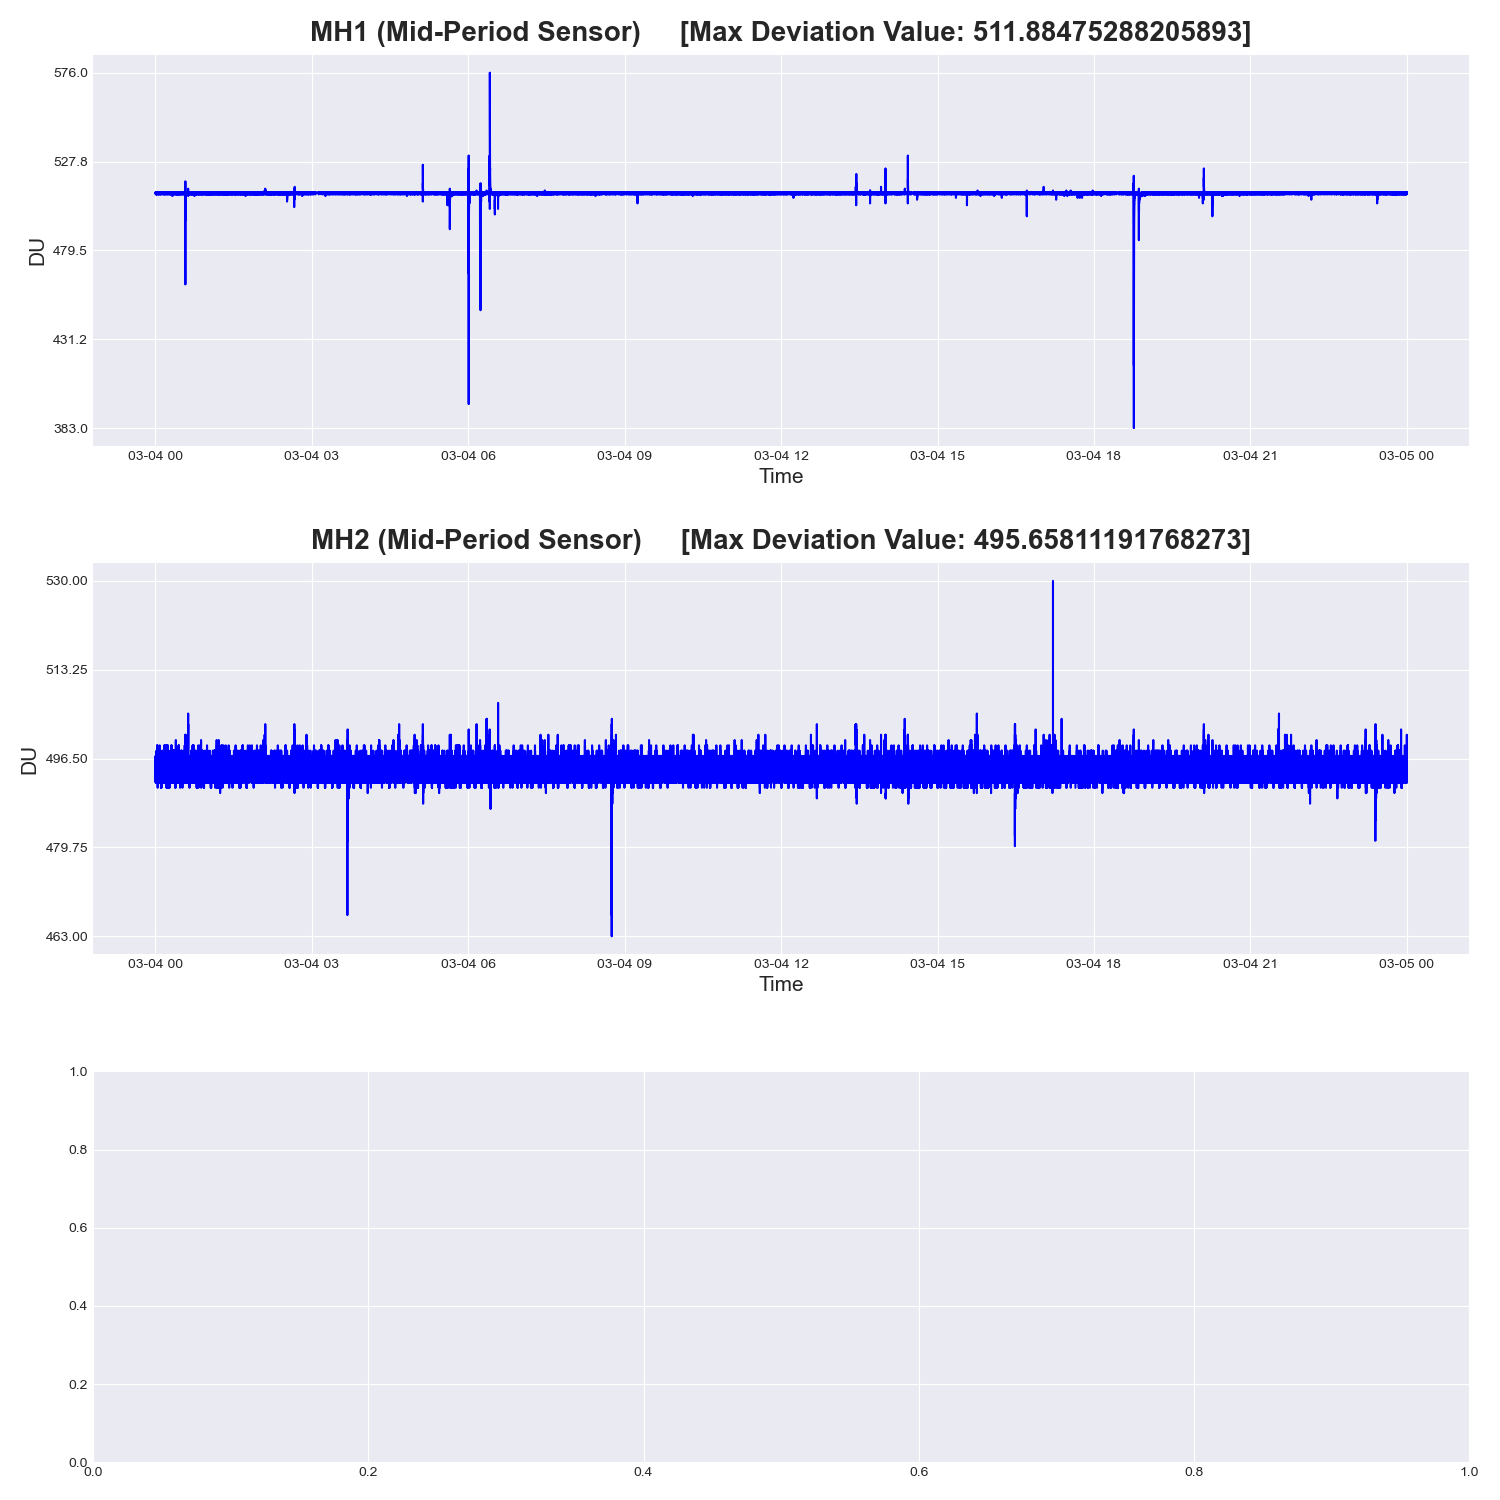 MH1 (Mid-Period Sensor) [Max Deviation Value: 511.88475288205893]
576.0
527.8
479.5
431.2
383.0
DU
03-04 00 03-04 03 03-04 06 03-04 09 03-04 12 03-04 15 03-04 18 03-04 21 03-05 00
Time
MH2 (Mid-Period Sensor) [Max Deviation Value: 495.65811191768273]
530.00
513.25
496.50
479.75
463.00
DU
03-04 00 03-04 03 03-04 06 03-04 09 03-04 12 03-04 15 03-04 18 03-04 21 03-05 00
Time
1.0
0.8
0.6
0.4
0.2
0.0
0.0 0.2 0.4 0.6 0.8 1.0